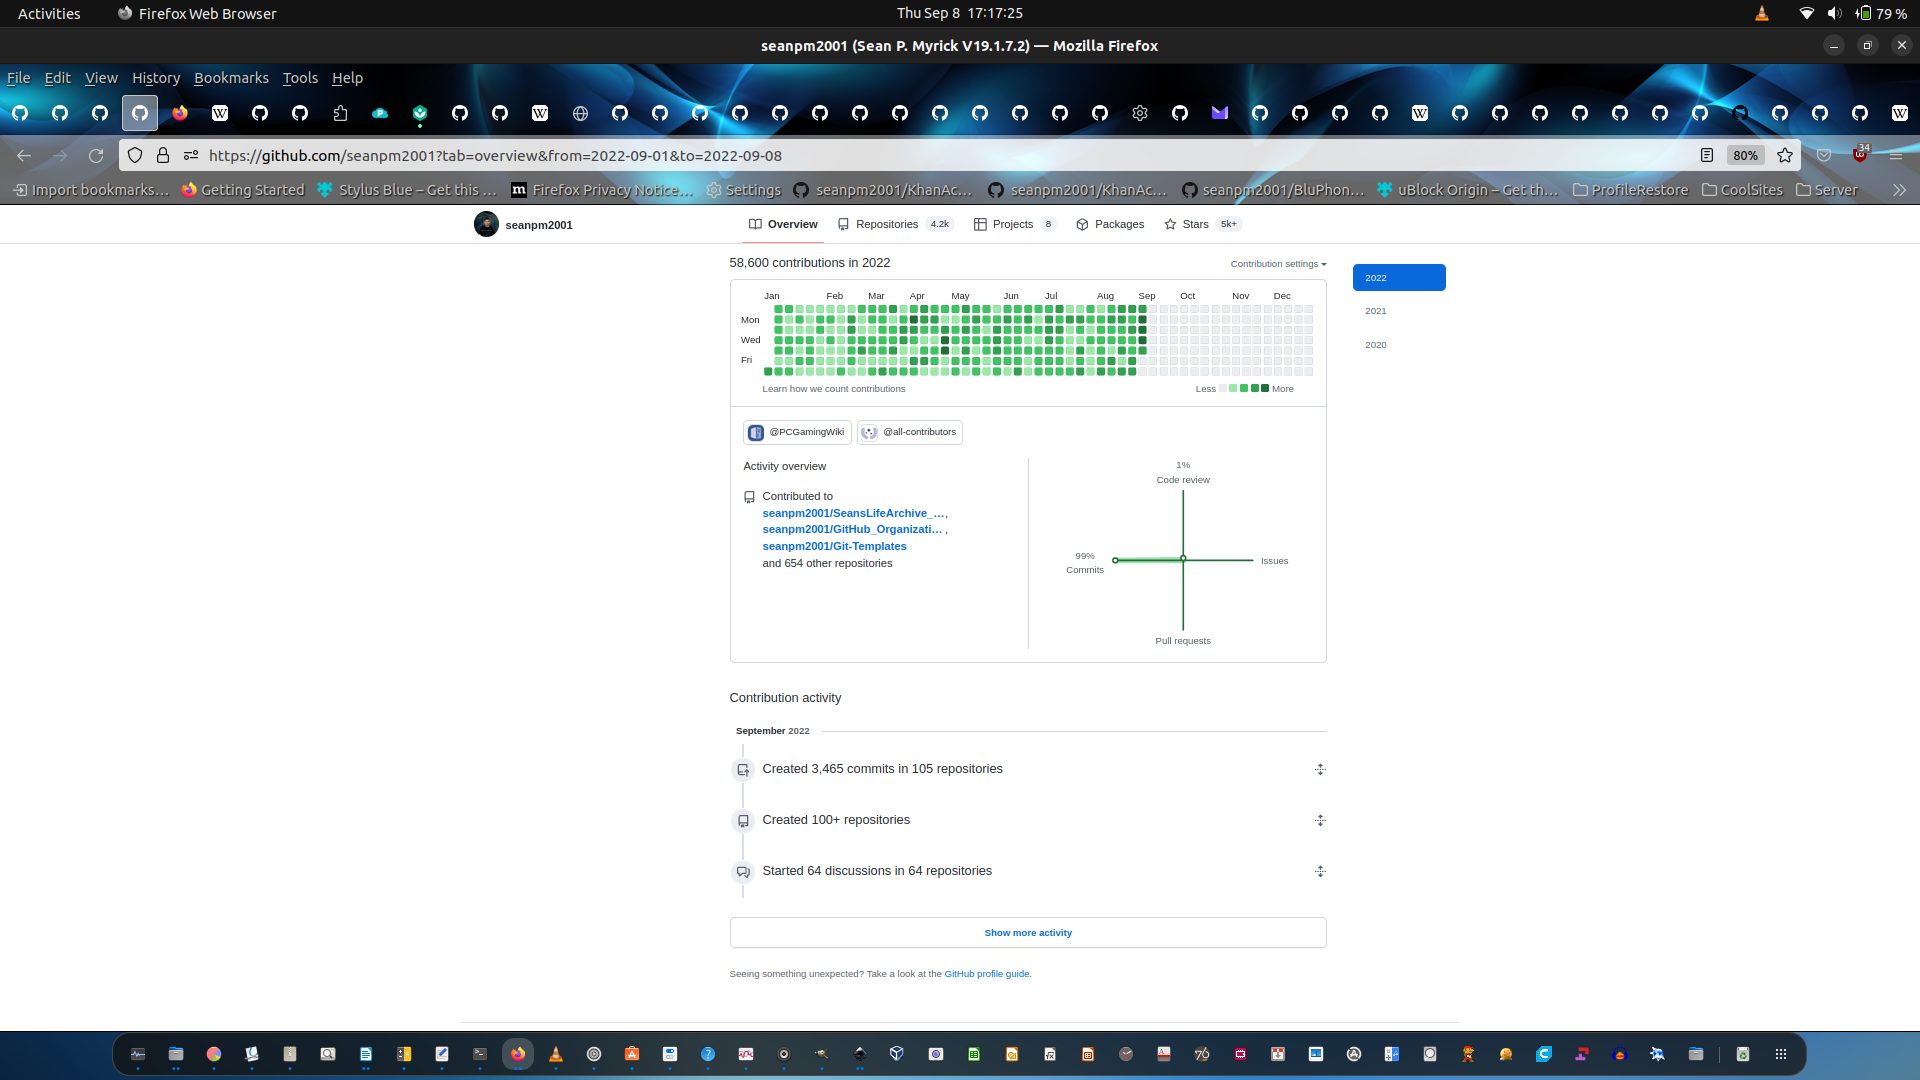 Activities Firefox Web Browser Thu Sep 8 17:17:25 79 %
seanpm2001 (Sean P. Myrick V19.1.7.2) — Mozilla Firefox
File Edit View History Bookmarks Tools Help
https://github.com/seanpm2001?tab=overview&from=2022-09-01&to=2022-09-08 80% 34
Import bookmarks… Getting Started Stylus Blue – Get this … Firefox Privacy Notice… Settings seanpm2001/KhanAc… seanpm2001/KhanAc… seanpm2001/BluPhon… uBlock Origin – Get th… ProfileRestore CoolSites Server
seanpm2001 Overview Repositories 4.2k Projects 8 Packages Stars 5k+
58,600 contributions in 2022 Contribution settings
2022
2021
2020
Jan Feb Mar Apr May Jun Jul Aug Sep Oct Nov Dec
Mon
Wed
Fri
Learn how we count contributions Less More
@PCGamingWiki @all-contributors
Activity overview
Contributed to
seanpm2001/SeansLifeArchive_…,
seanpm2001/GitHub_Organizati… ,
seanpm2001/Git-Templates
and 654 other repositories
1%
Code review
99%
Commits
Issues
Pull requests
Contribution activity
September 2022
Created 3,465 commits in 105 repositories
Created 100+ repositories
Started 64 discussions in 64 repositories
Show more activity
Seeing something unexpected? Take a look at the GitHub profile guide.